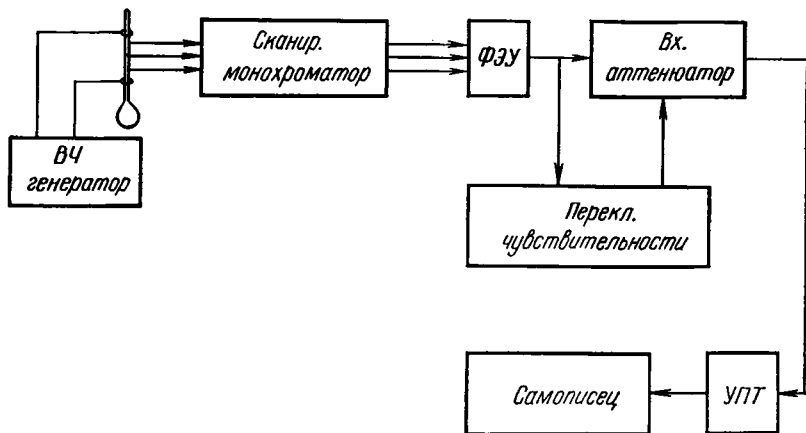 Сканир.
монохроматор
ФЭУ
Вх.
аттенюатор
ВЧ
генератор
Перекл.
чувствительности
Самописец
УПТ